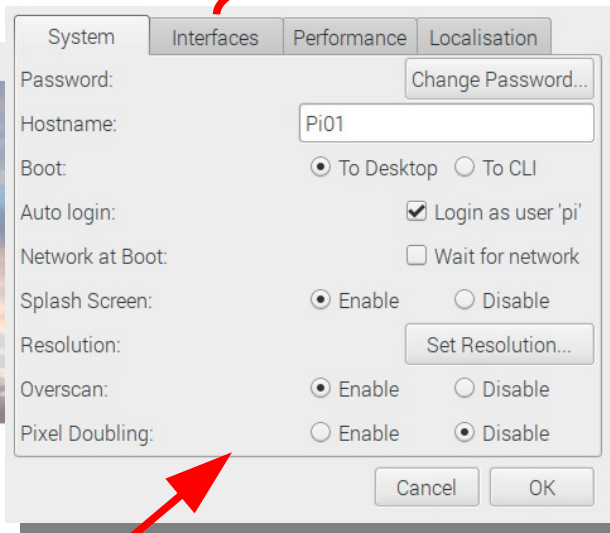 System Interfaces Performance Localisation
Password: Change Password...
Hostname: Pi01
Boot: To Desktop To CLI
Auto login: Login as user 'pi'
Network at Boot: Wait for network
Splash Screen: Enable Disable
Resolution: Set Resolution...
Overscan: Enable Disable
Pixel Doubling: Enable Disable
Cancel OK